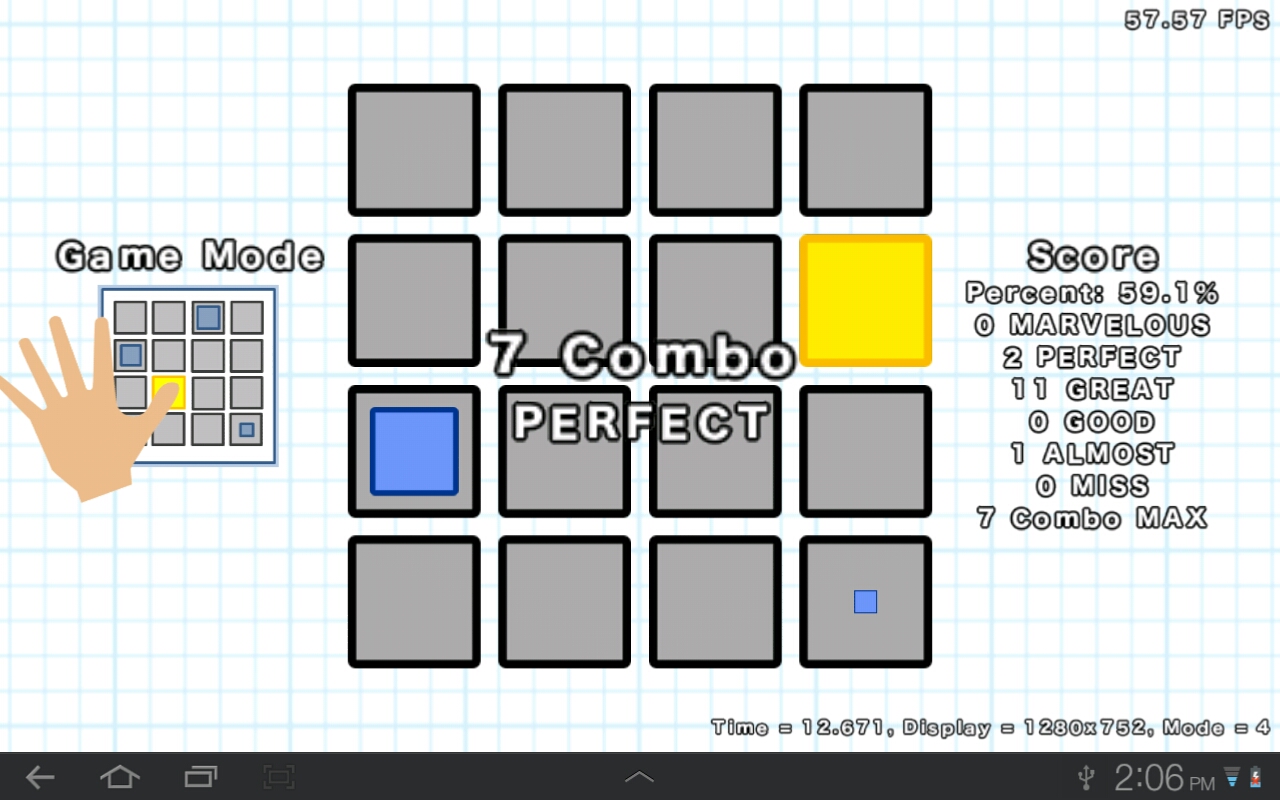 57.57 FPS
Game Mode
7 Combo
PERFECT
Score
Percent: 59.1%
0 MARVELOUS
2 PERFECT
11 GREAT
0 GOOD
1 ALMOST
0 MISS
7 Combo MAX
Time = 12.671, Display = 1280x752, Mode = 4
2:06 PM